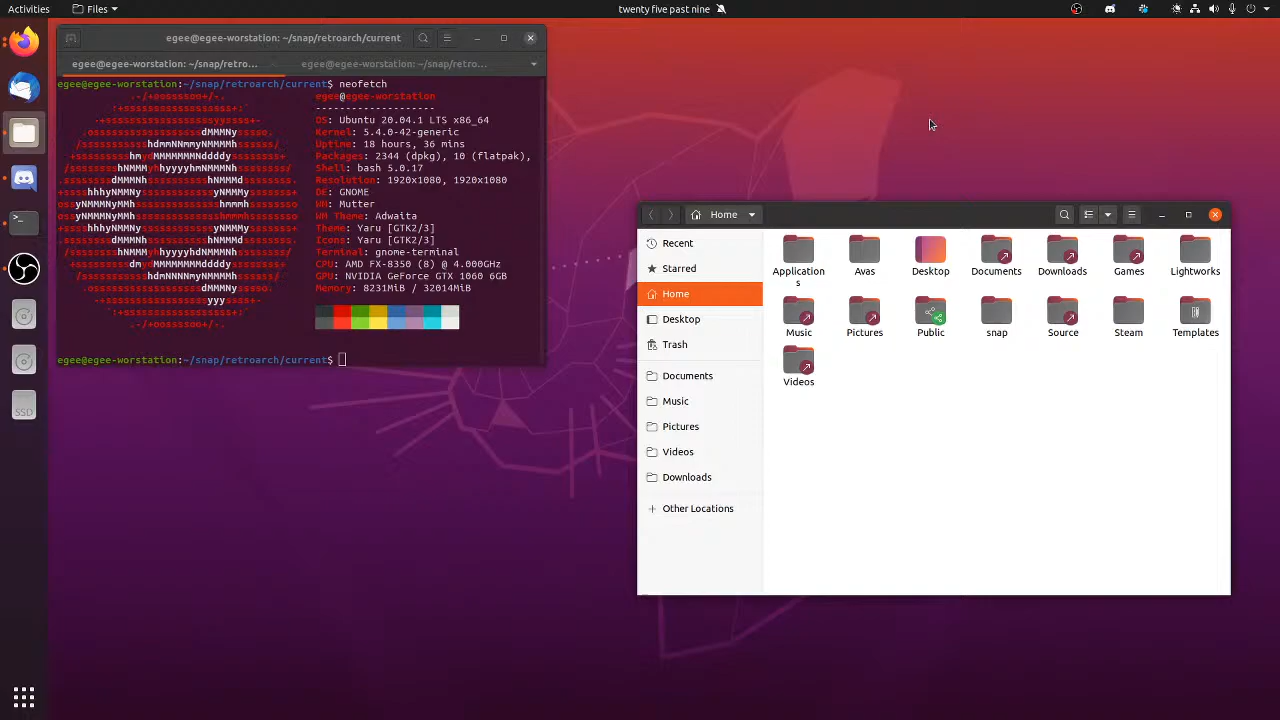 Activities
Files
twenty five past nine
egee@egee-worstation: ~/snap/retroarch/current
egee@egee-worstation: ~/snap/retro...
egee@egee-worstation: ~/snap/retro...
egee@egee-worstation:~/snap/retroarch/current$ neofetch
egee@egee-worstation
--------------------
OS: Ubuntu 20.04.1 LTS x86_64
Kernel: 5.4.0-42-generic
Uptime: 18 hours, 36 mins
Packages: 2344 (dpkg), 10 (flatpak),
Shell: bash 5.0.17
Resolution: 1920x1080, 1920x1080
DE: GNOME
WM: Mutter
WM Theme: Adwaita
Theme: Yaru [GTK2/3]
Icons: Yaru [GTK2/3]
Terminal: gnome-terminal
CPU: AMD FX-8350 (8) @ 4.000GHz
GPU: NVIDIA GeForce GTX 1060 6GB
Memory: 8231MiB / 32014MiB
egee@egee-worstation:~/snap/retroarch/current$
SSD
Home
Recent
Starred
Home
Desktop
Trash
Documents
Music
Pictures
Videos
Downloads
+ Other Locations
Application
s
Avas
Desktop
Documents
Downloads
Games
Lightworks
Music
Pictures
Public
snap
Source
Steam
Templates
Videos